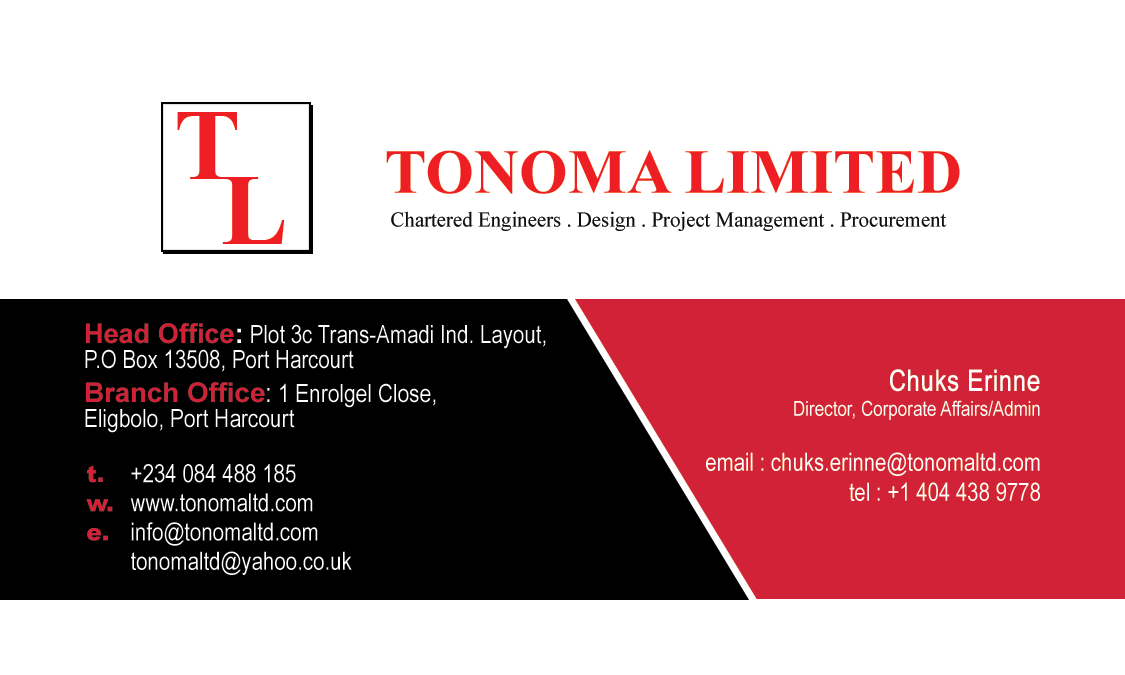 T
L
TONOMA LIMITED
Chartered Engineers . Design . Project Management . Procurement
Head Office: Plot 3c Trans-Amadi Ind. Layout,
P.O Box 13508, Port Harcourt
Branch Office: 1 Enrolgel Close,
Eligbolo, Port Harcourt
t. +234 084 488 185
w. www.tonomaltd.com
e. info@tonomaltd.com
tonomaltd@yahoo.co.uk
Chuks Erinne
Director, Corporate Affairs/Admin
email : chuks.erinne@tonomaltd.com
tel : +1 404 438 9778